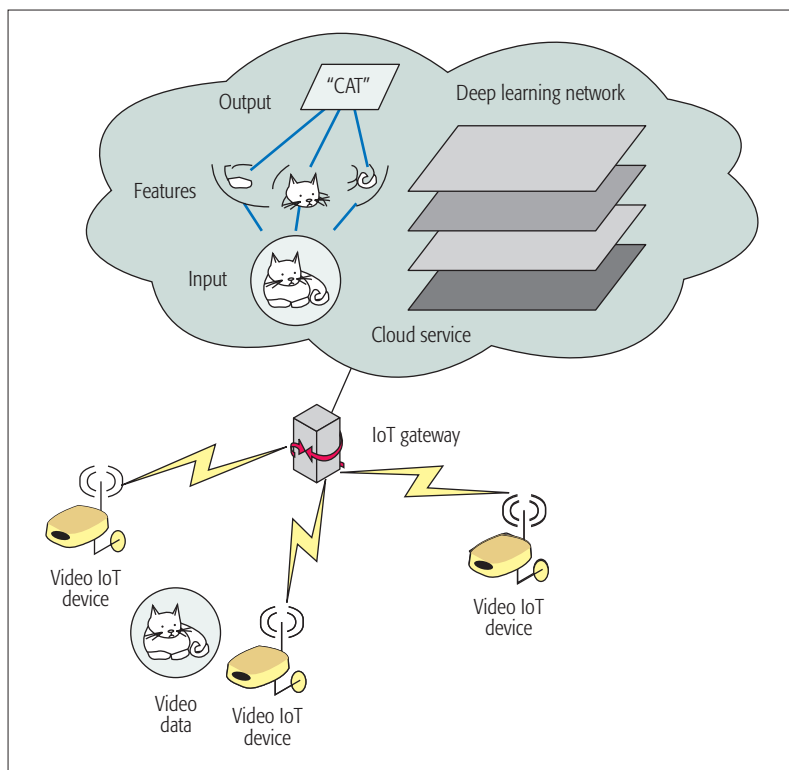 Output
"CAT"
Deep learning network
Features
Input
Cloud service
IoT gateway
Video IoT
device
Video IoT
device
Video
data
Video IoT
device